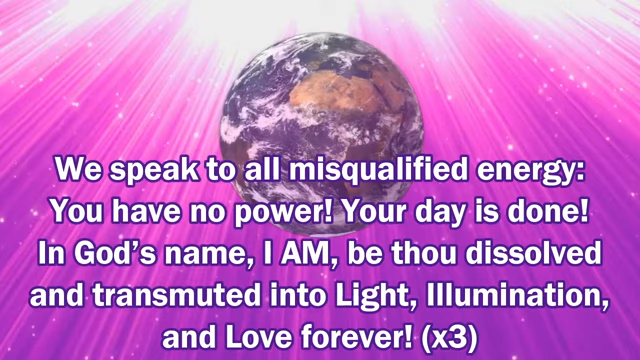 We speak to all misqualified energy:
You have no power! Your day is done!
In God's name, I AM, be thou dissolved
and transmuted into Light, Illumination,
and Love forever! (x3)